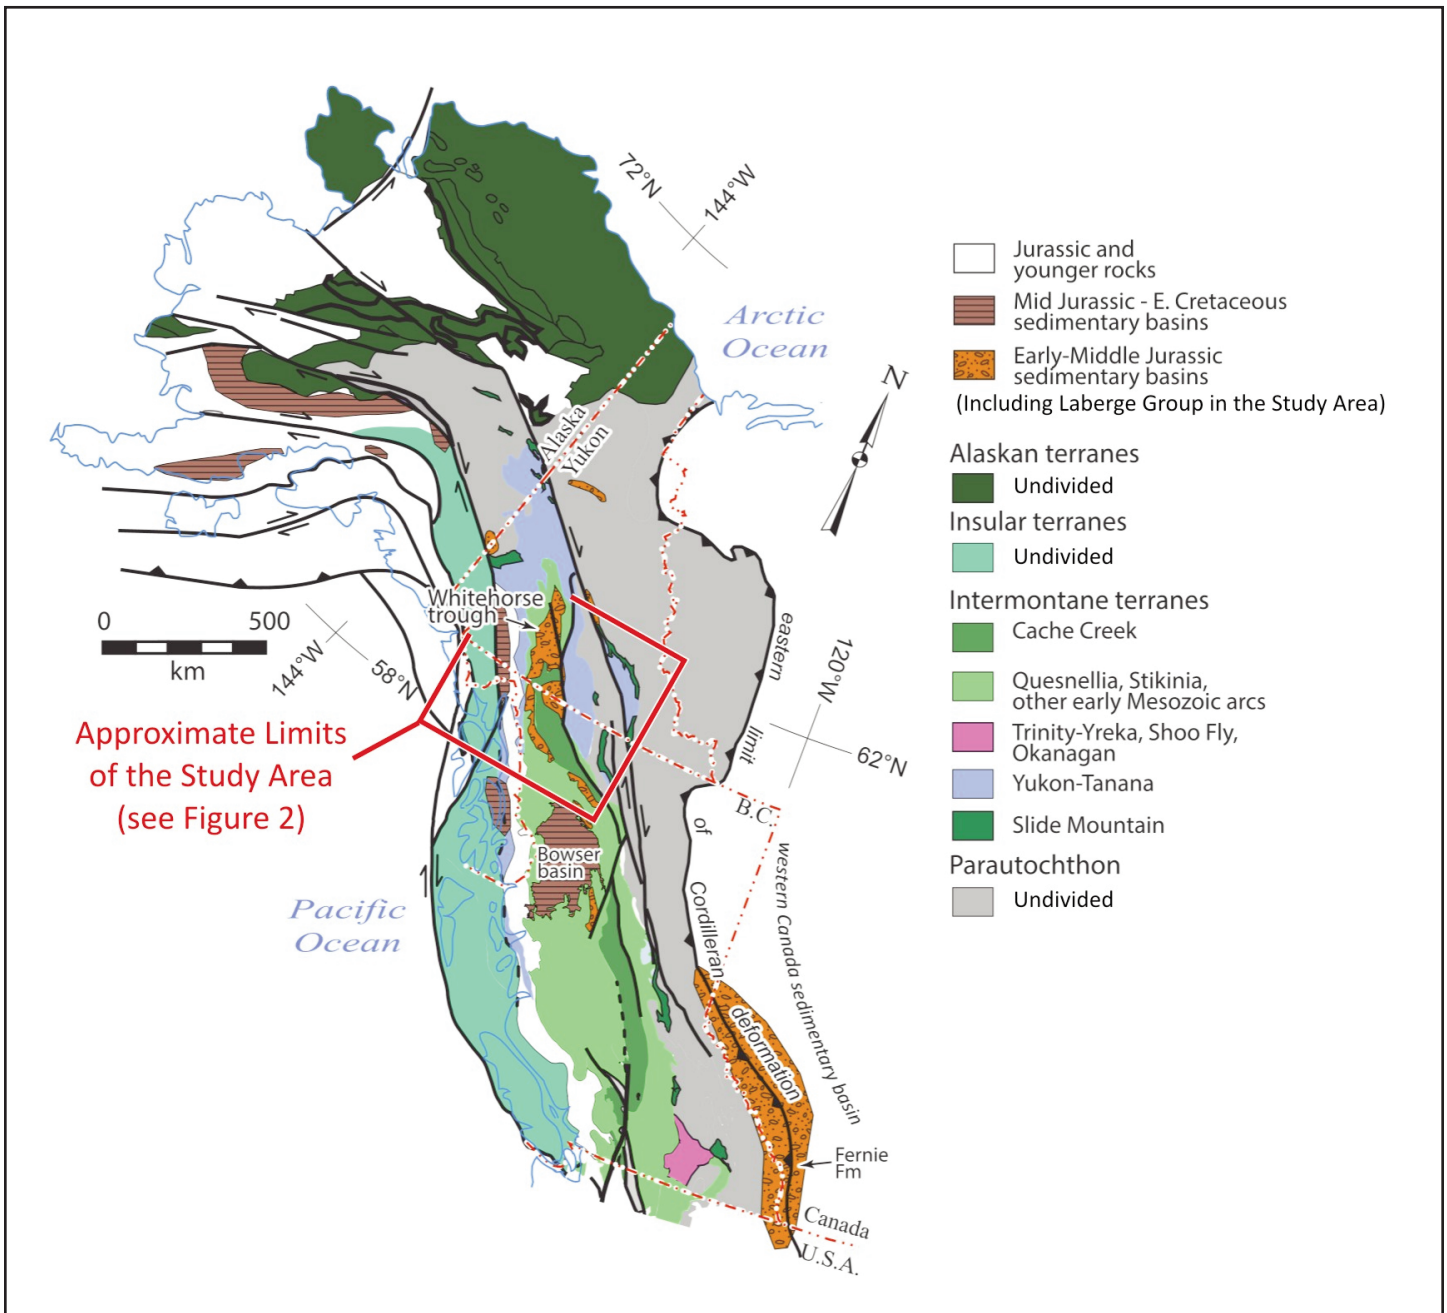 72°N
144°W
Arctic
Ocean
Alaska
Yukon
N
Whitehorse
trough
0
500
km
144°W
58°N
Approximate Limits
of the Study Area
(see Figure 2)
Pacific
Ocean
Bowser
basin
120°W
62°N
B.C.
eastern
limit
of
Cordilleran
deformation
western Canada sedimentary basin
Fernie
Fm
Canada
U.S.A.
Jurassic and
younger rocks
Mid Jurassic - E. Cretaceous
sedimentary basins
Early-Middle Jurassic
sedimentary basins
(Including Laberge Group in the Study Area)
Alaskan terranes
Undivided
Insular terranes
Undivided
Intermontane terranes
Cache Creek
Quesnellia, Stikinia,
other early Mesozoic arcs
Trinity-Yreka, Shoo Fly,
Okanagan
Yukon-Tanana
Slide Mountain
Parautochthon
Undivided